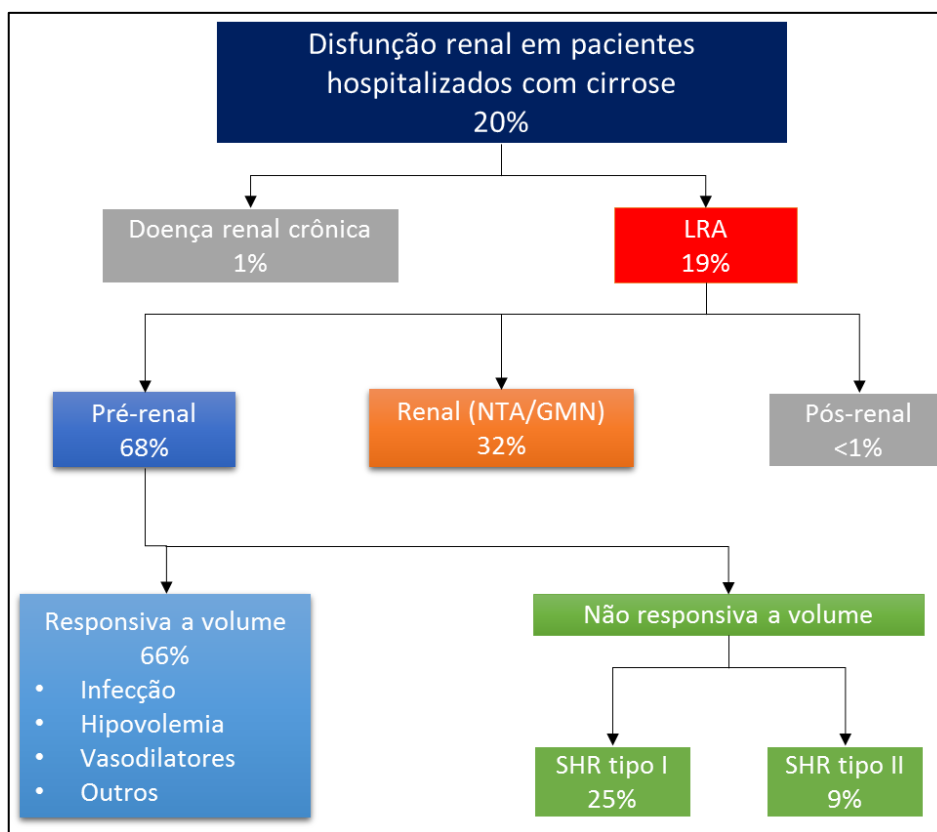 Disfunção renal em pacientes
hospitalizados com cirrose
20%
Doença renal crônica
1%
LRA
19%
Pré-renal
68%
Renal (NTA/GMN)
32%
Pós-renal
<1%
Responsiva a volume
66%
• Infecção
• Hipovolemia
• Vasodilatores
• Outros
Não responsiva a volume
SHR tipo I
25%
SHR tipo II
9%